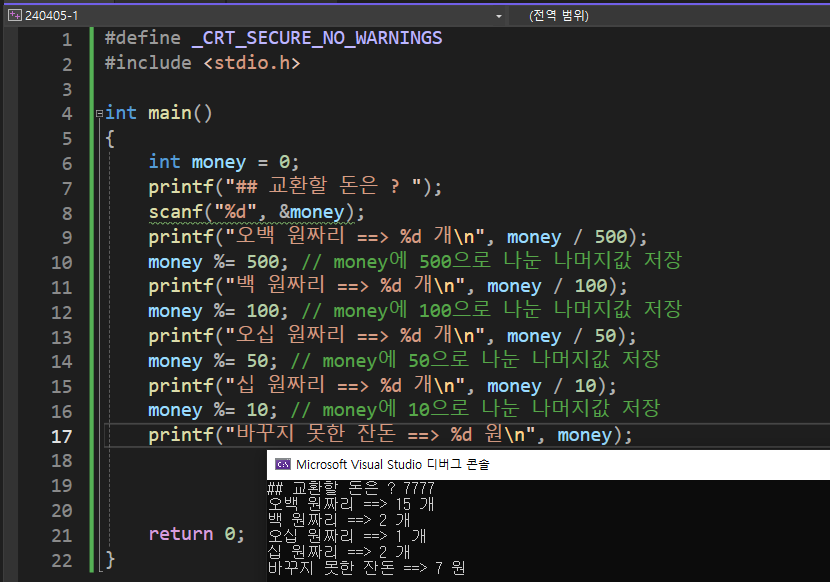 240405-1 (전역 범위)
1 #define _CRT_SECURE_NO_WARNINGS
2 #include <stdio.h>
3
4 int main()
5 {
6 int money = 0;
7 printf("## 교환할 돈은 ? ");
8 scanf("%d", &money);
9 printf("오백 원짜리 ==> %d 개\n", money / 500);
10 money %= 500; // money에 500으로 나눈 나머지값 저장
11 printf("백 원짜리 ==> %d 개\n", money / 100);
12 money %= 100; // money에 100으로 나눈 나머지값 저장
13 printf("오십 원짜리 ==> %d 개\n", money / 50);
14 money %= 50; // money에 50으로 나눈 나머지값 저장
15 printf("십 원짜리 ==> %d 개\n", money / 10);
16 money %= 10; // money에 10으로 나눈 나머지값 저장
17 printf("바꾸지 못한 잔돈 ==> %d 원\n", money);
18
19
20
21 return 0;
22 }
Microsoft Visual Studio 디버그 콘솔
## 교환할 돈은 ? 7777
오백 원짜리 ==> 15 개
백 원짜리 ==> 2 개
오십 원짜리 ==> 1 개
십 원짜리 ==> 2 개
바꾸지 못한 잔돈 ==> 7 원